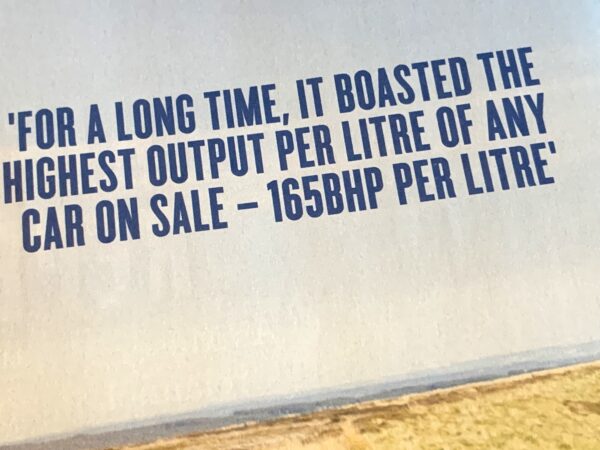 'FOR A LONG TIME, IT BOASTED THE
HIGHEST OUTPUT PER LITRE OF ANY
CAR ON SALE – 165BHP PER LITRE'